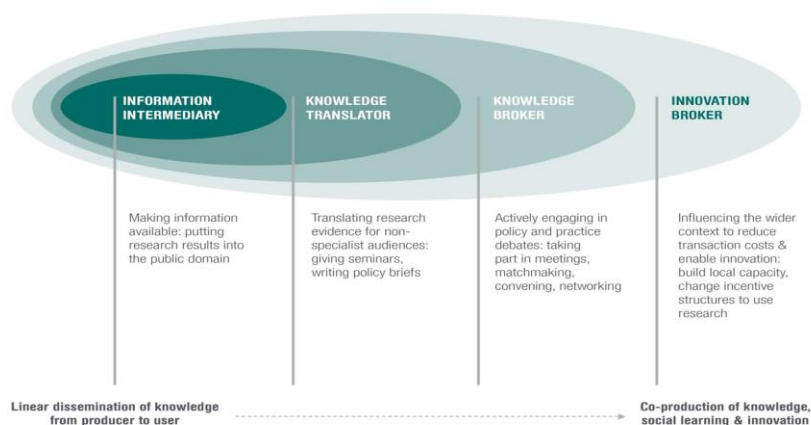 INFORMATION
INTERMEDIARY
KNOWLEDGE
TRANSLATOR
KNOWLEDGE
BROKER
INNOVATION
BROKER
Making information
available: putting
research results into
the public domain
Translating research
evidence for non-
specialist audiences:
giving seminars,
writing policy briefs
Actively engaging in
policy and practice
debates: taking
part in meetings,
matchmaking,
convening, networking
Influencing the wider
context to reduce
transaction costs &
enable innovation:
build local capacity,
change incentive
structures to use
research
Linear dissemination of knowledge
from producer to user
Co-production of knowledge,
social learning & innovation